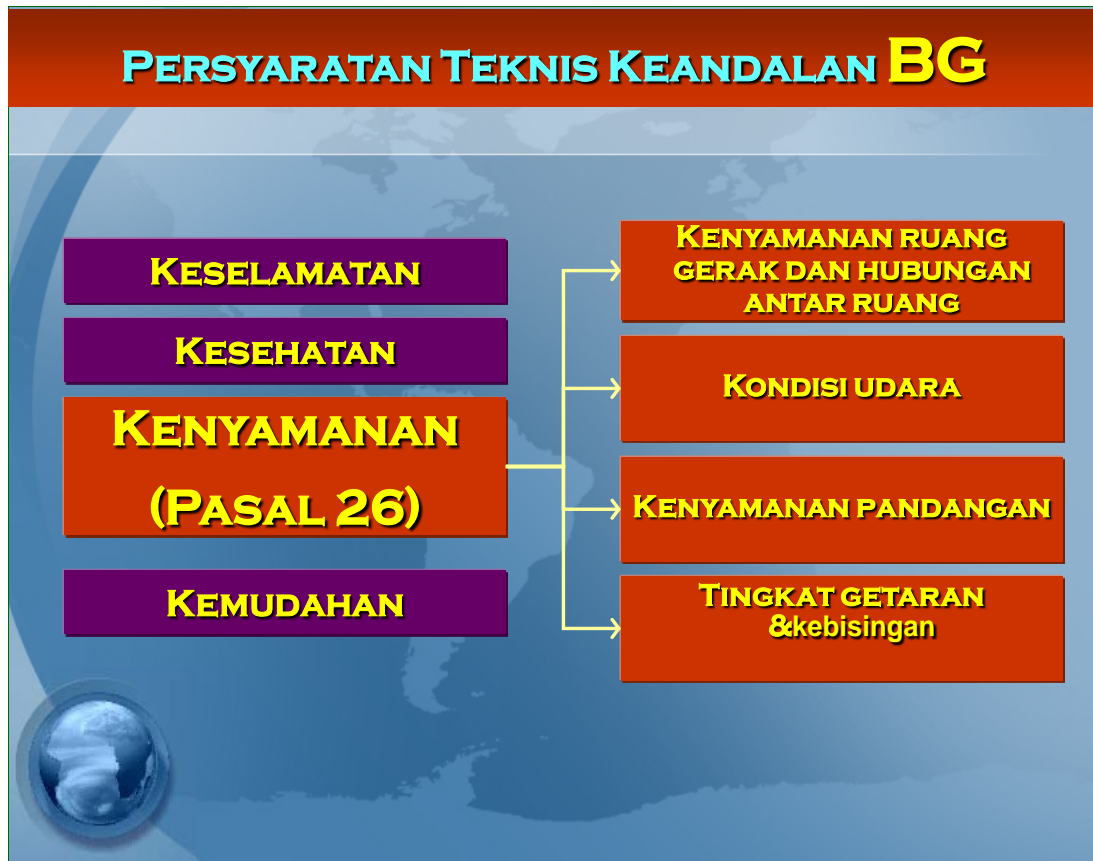 Persyaratan Teknis Keandalan BG
Keselamatan
Kesehatan
Kenyamanan
(Pasal 26)
Kemudahan
Kenyamanan ruang
gerak dan hubungan
antar ruang
Kondisi udara
Kenyamanan pandangan
Tingkat getaran
&kebisingan